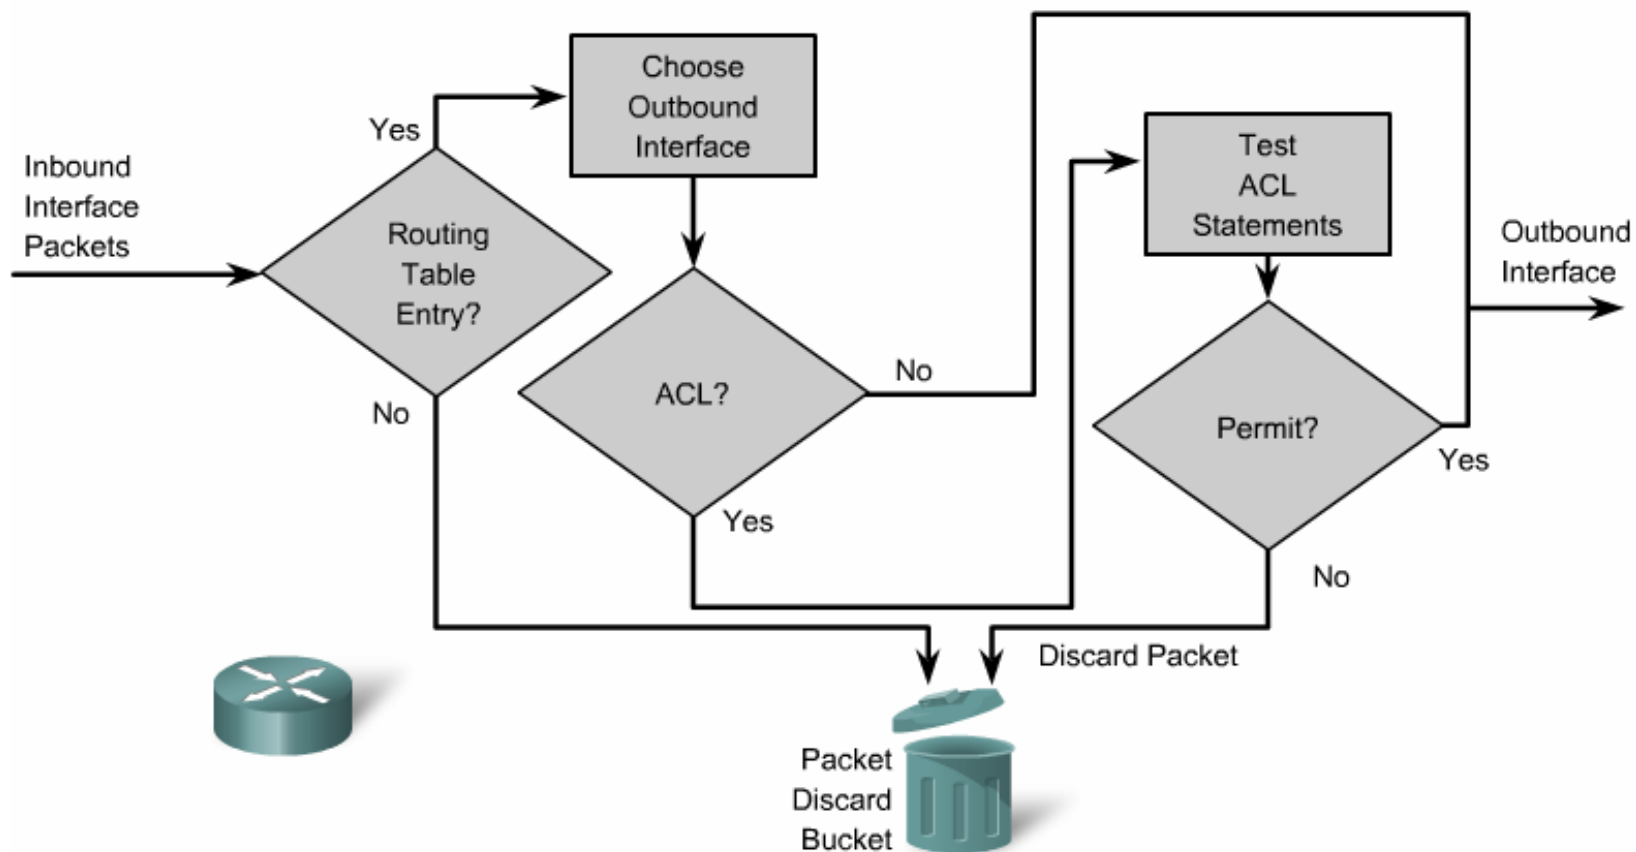 Inbound
Interface
Packets
Yes
Routing
Table
Entry?
No
Choose
Outbound
Interface
ACL?
No
Yes
Test
ACL
Statements
Permit?
Yes
No
Outbound
Interface
Discard Packet
Packet
Discard
Bucket